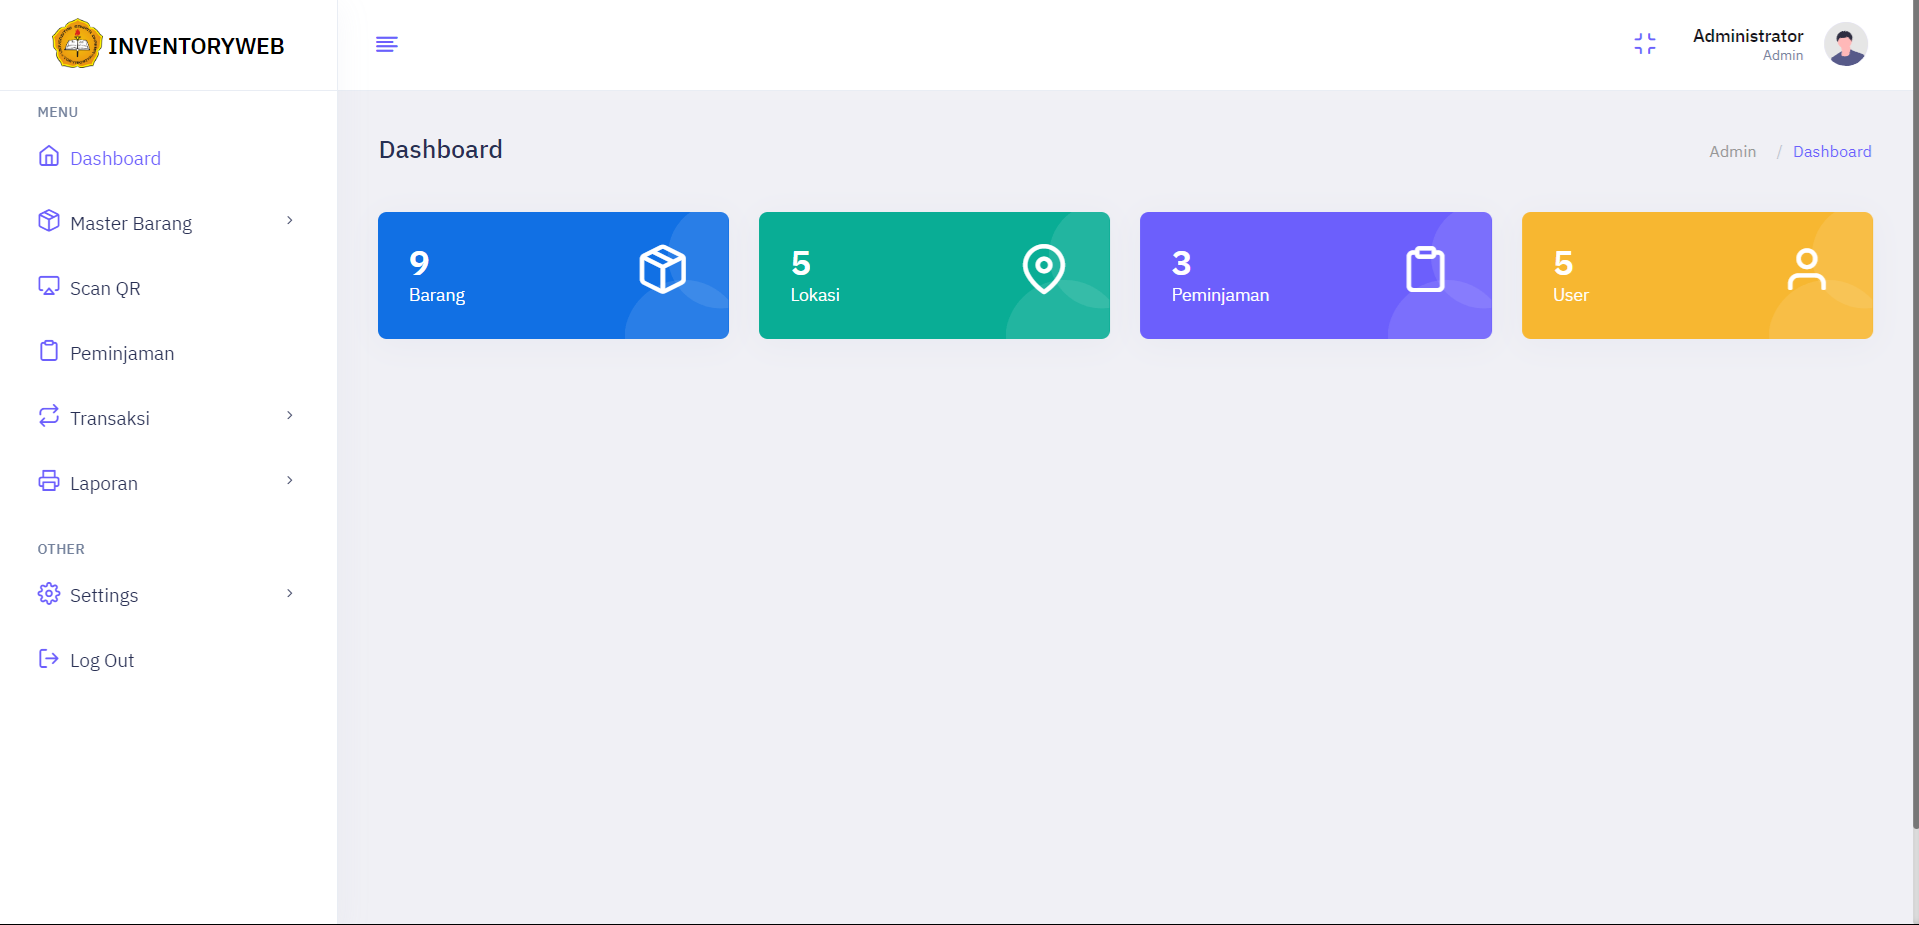 INVENTORYWEB
Administrator
Admin
MENU
Dashboard
Master Barang
Scan QR
Peminjaman
Transaksi
Laporan
OTHER
Settings
Log Out
Dashboard
Admin / Dashboard
9
Barang
5
Lokasi
3
Peminjaman
5
User